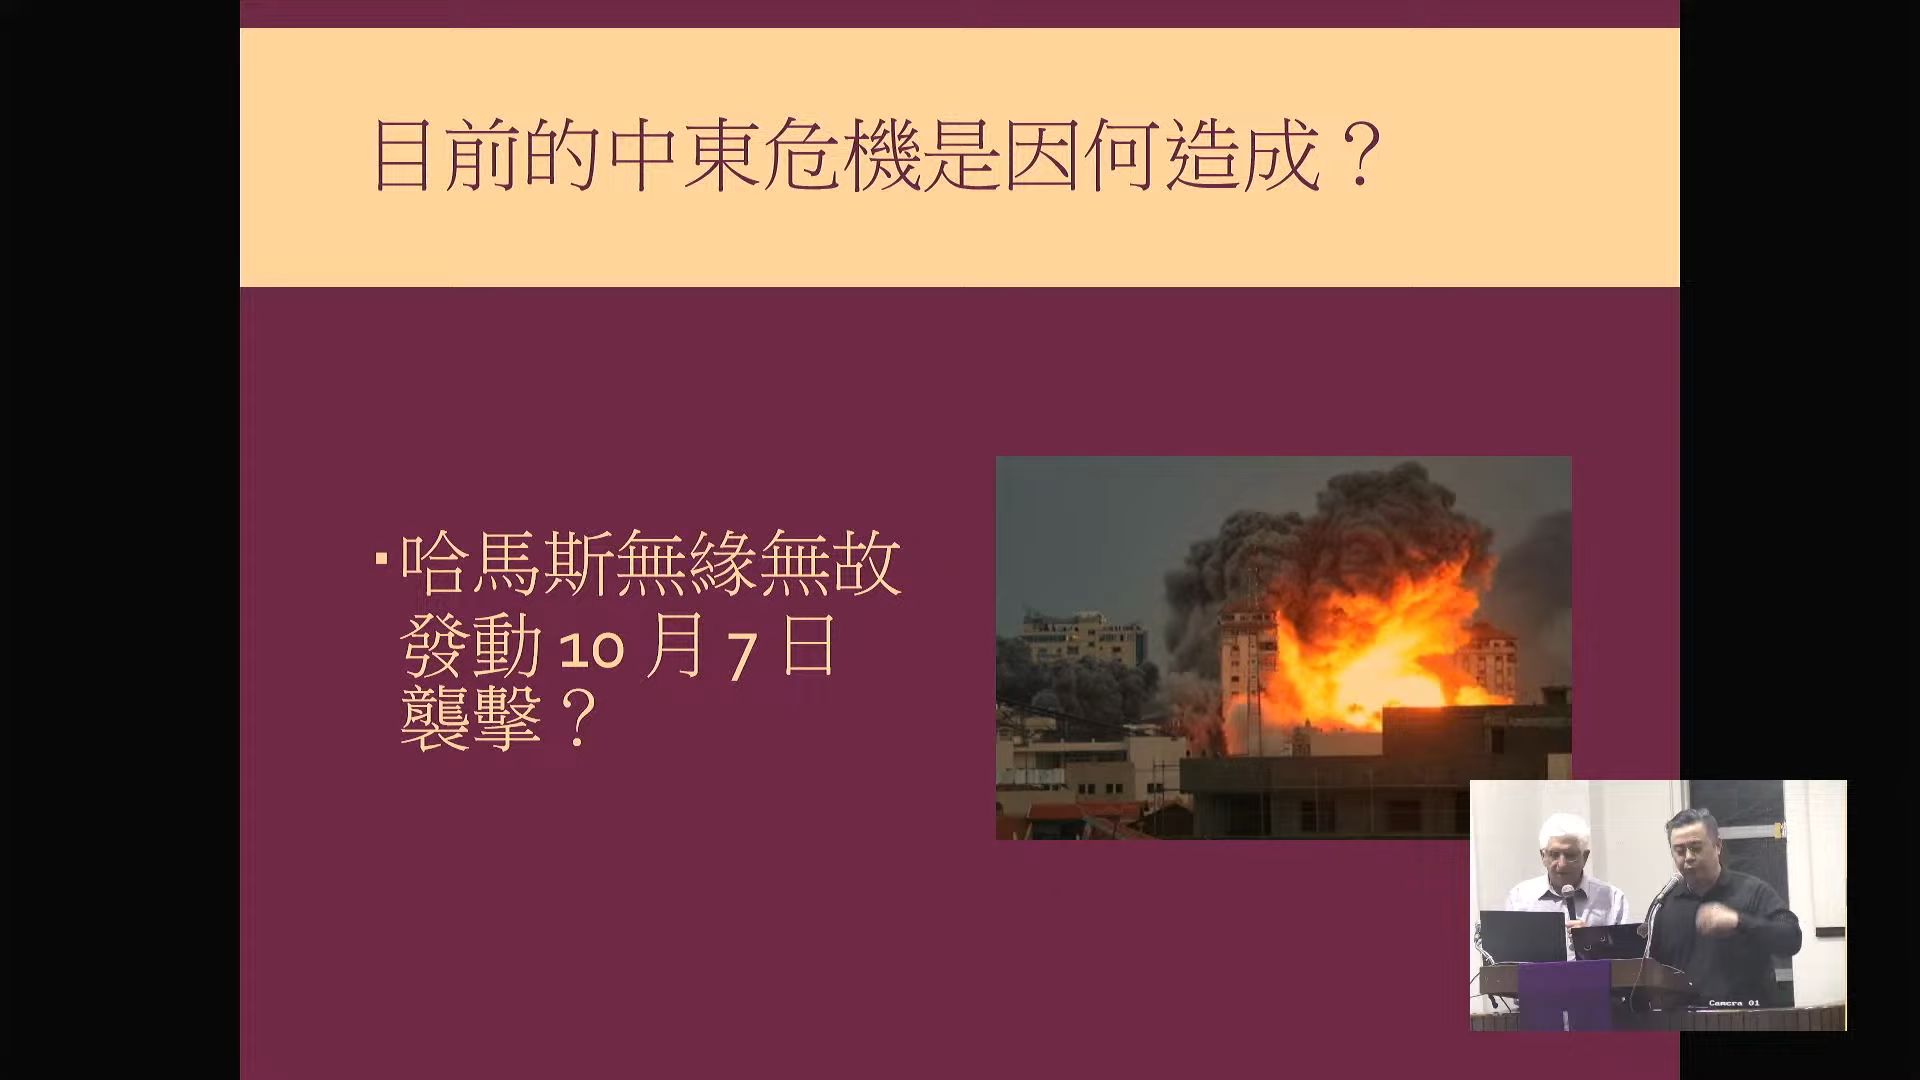 目前的中東危機是因何造成？
▪哈馬斯無緣無故
發動 10 月 7 日
襲擊？
Camera 01